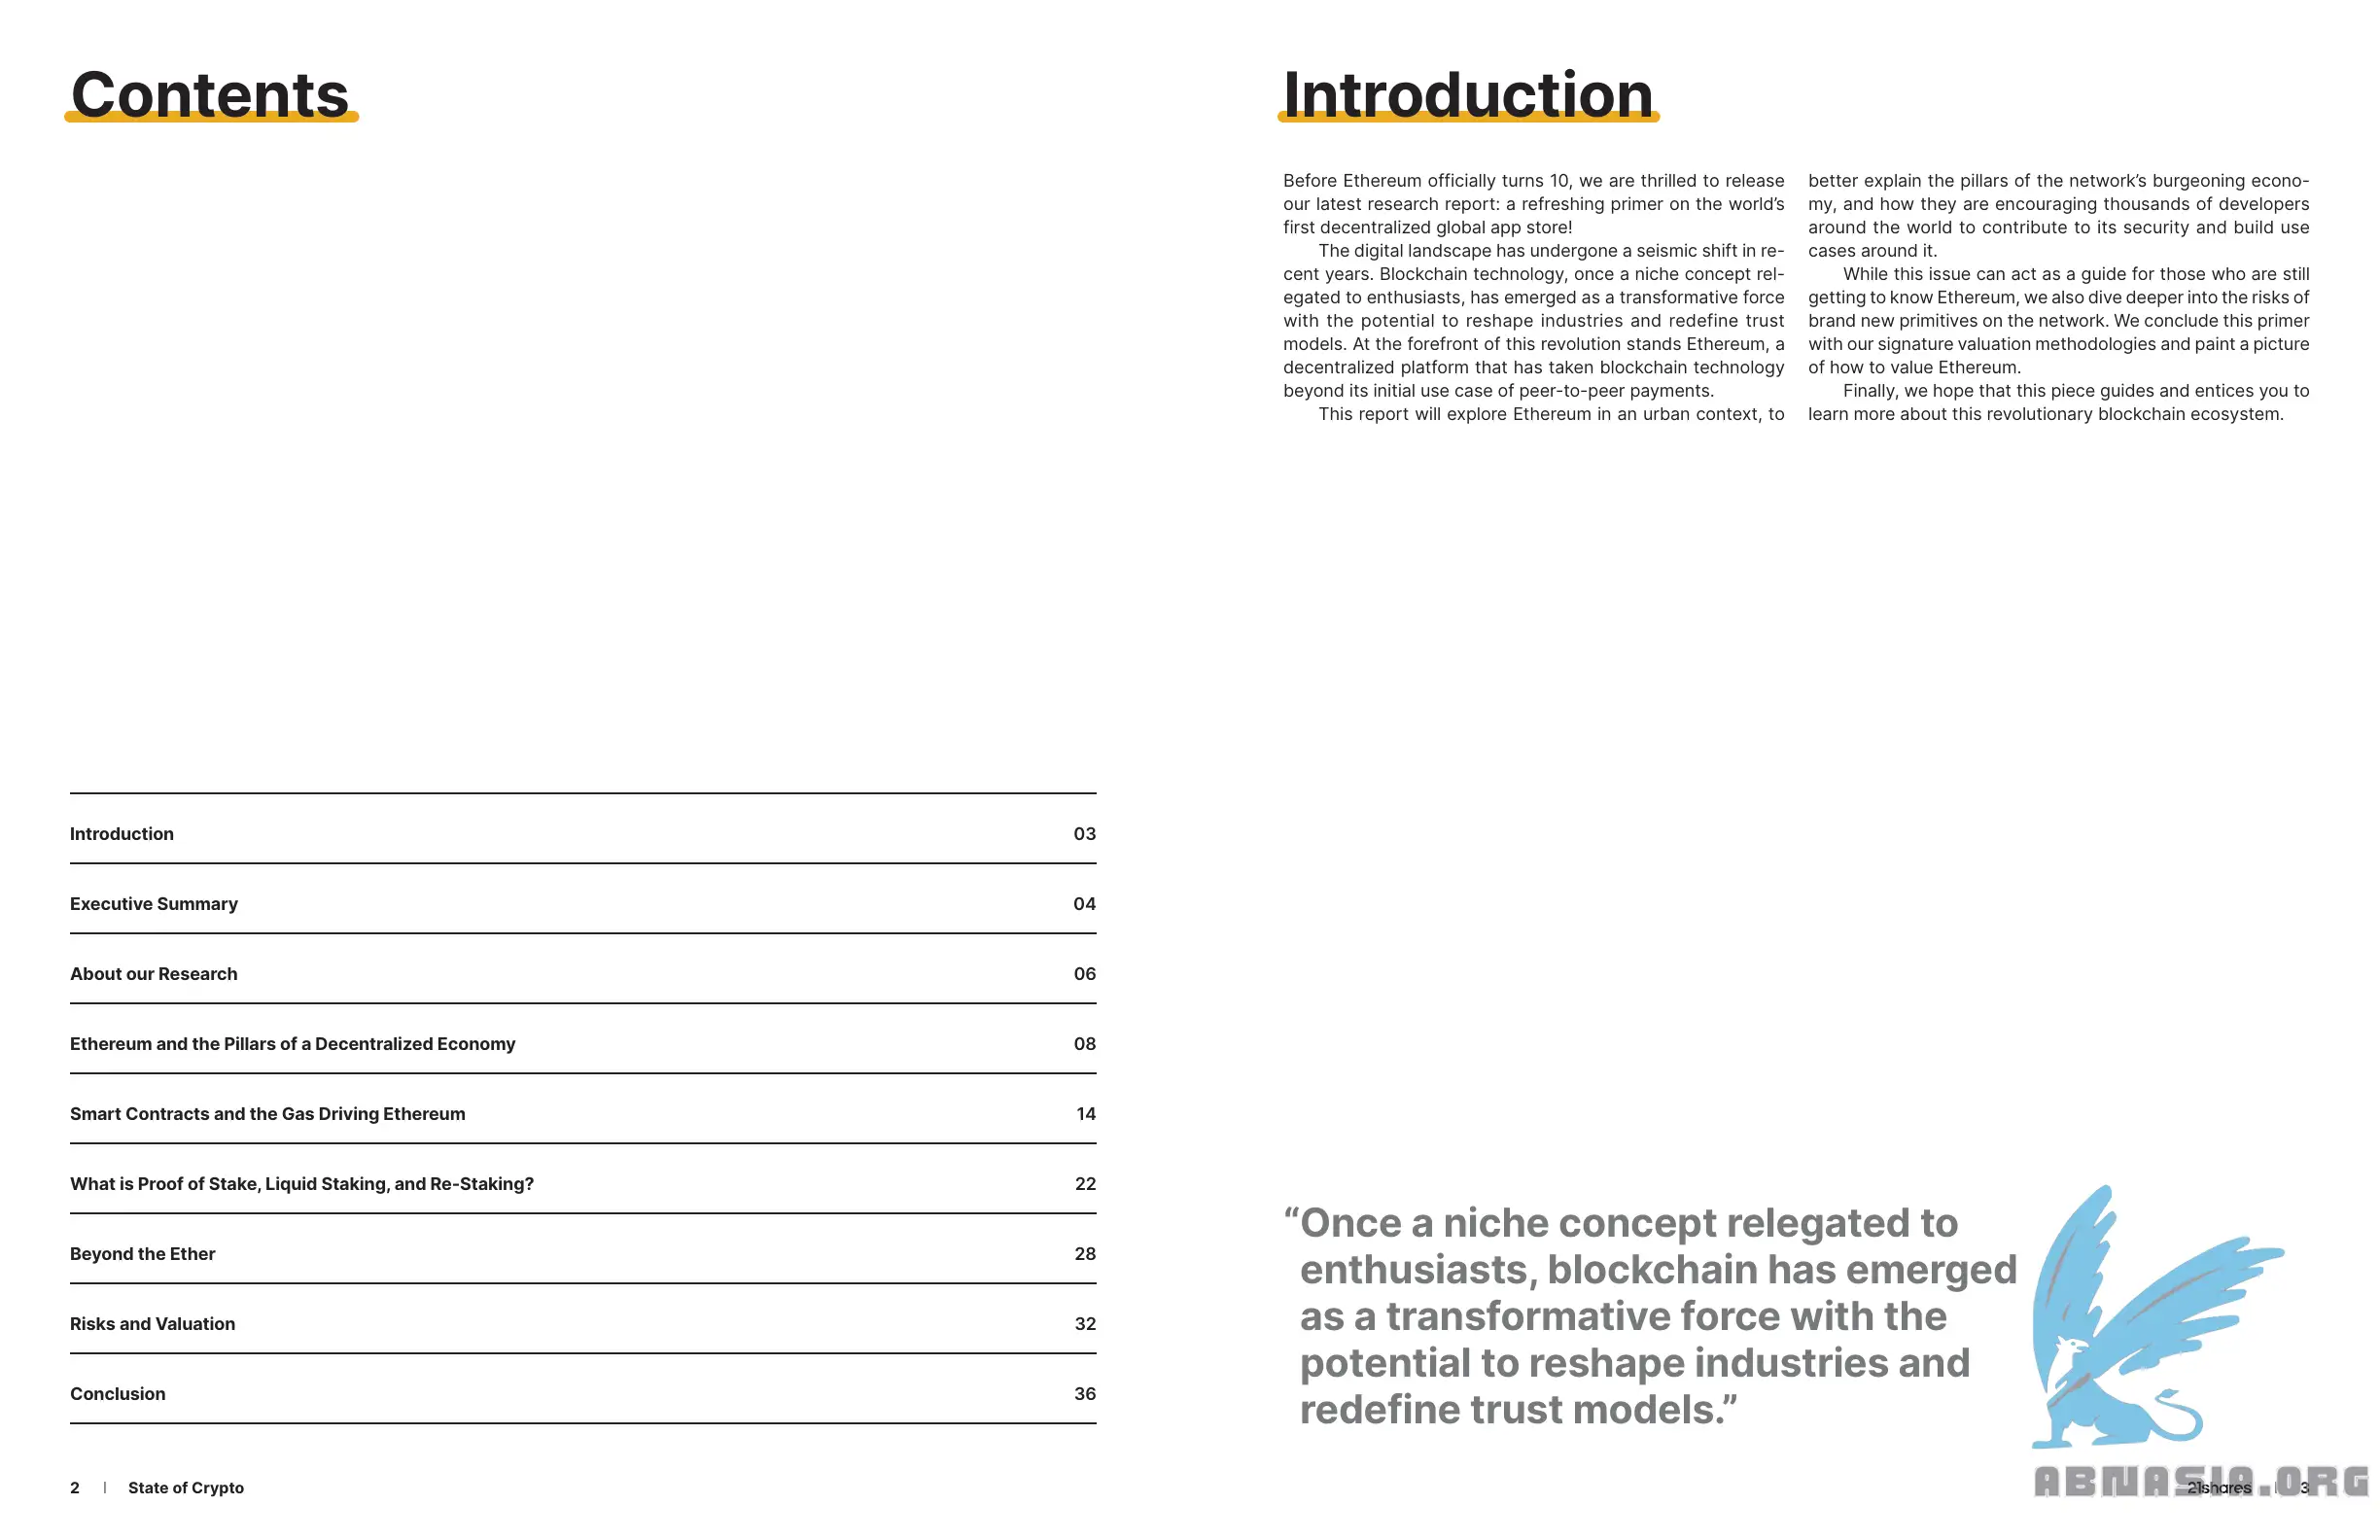 Contents
Introduction 03
Executive Summary 04
About our Research 06
Ethereum and the Pillars of a Decentralized Economy 08
Smart Contracts and the Gas Driving Ethereum 14
What is Proof of Stake, Liquid Staking, and Re-Staking? 22
Beyond the Ether 28
Risks and Valuation 32
Conclusion 36
2 | State of Crypto
Introduction
Before Ethereum officially turns 10, we are thrilled to release
our latest research report: a refreshing primer on the world’s
first decentralized global app store!
The digital landscape has undergone a seismic shift in re-
cent years. Blockchain technology, once a niche concept rel-
egated to enthusiasts, has emerged as a transformative force
with the potential to reshape industries and redefine trust
models. At the forefront of this revolution stands Ethereum, a
decentralized platform that has taken blockchain technology
beyond its initial use case of peer-to-peer payments.
This report will explore Ethereum in an urban context, to
better explain the pillars of the network’s burgeoning econo-
my, and how they are encouraging thousands of developers
around the world to contribute to its security and build use
cases around it.
While this issue can act as a guide for those who are still
getting to know Ethereum, we also dive deeper into the risks of
brand new primitives on the network. We conclude this primer
with our signature valuation methodologies and paint a picture
of how to value Ethereum.
Finally, we hope that this piece guides and entices you to
learn more about this revolutionary blockchain ecosystem.
“Once a niche concept relegated to
enthusiasts, blockchain has emerged
as a transformative force with the
potential to reshape industries and
redefine trust models.”
21shares | 3
ABNASIA.ORG